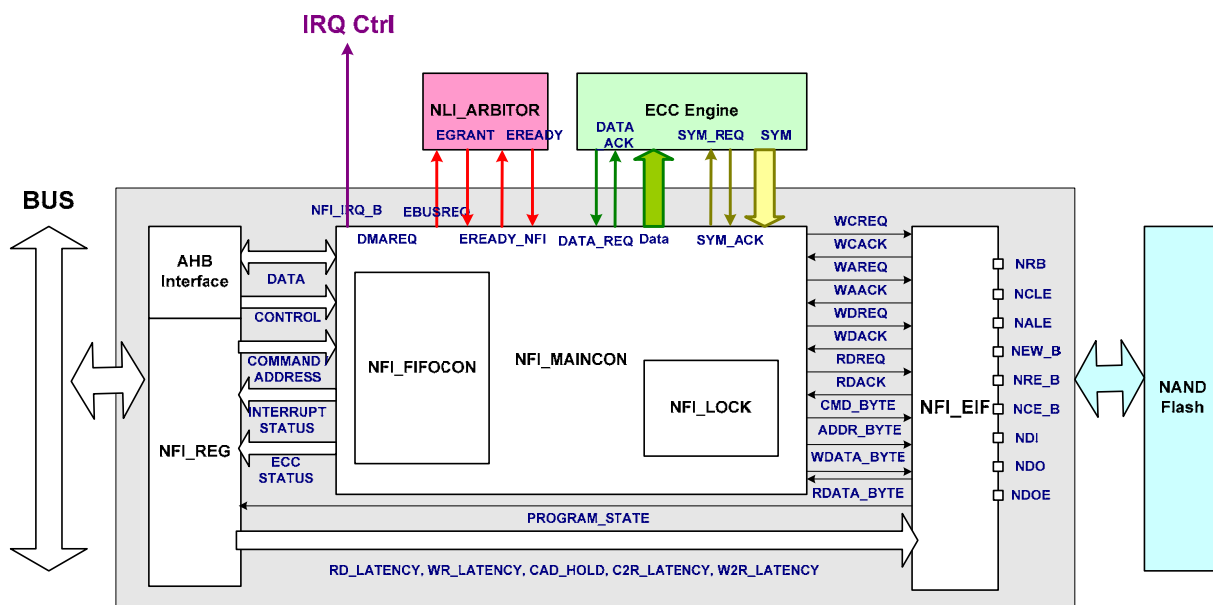 IRQ Ctrl
NLI_ARBITOR
EGRANT
EREADY
ECC Engine
DATA
ACK
SYM_REQ
SYM
BUS
NFI_IRQ_B
EBUSREQ
DMAREQ
EREADY_NFI
DATA_REQ
Data
SYM_ACK
AHB
Interface
DATA
CONTROL
COMMAND
ADDRESS
INTERRUPT
STATUS
ECC
STATUS
NFI_REG
NFI_FIFOCON
NFI_MAINCON
NFI_LOCK
WCREQ
WCACK
WAREQ
WAACK
WDREQ
WDACK
RDREQ
RDACK
CMD_BYTE
ADDR_BYTE
WDATA_BYTE
RDATA_BYTE
NFI_EIF
NRB
NCLE
NALE
NEW_B
NRE_B
NCE_B
NDI
NDO
NDOE
NAND
Flash
PROGRAM_STATE
RD_LATENCY, WR_LATENCY, CAD_HOLD, C2R_LATENCY, W2R_LATENCY